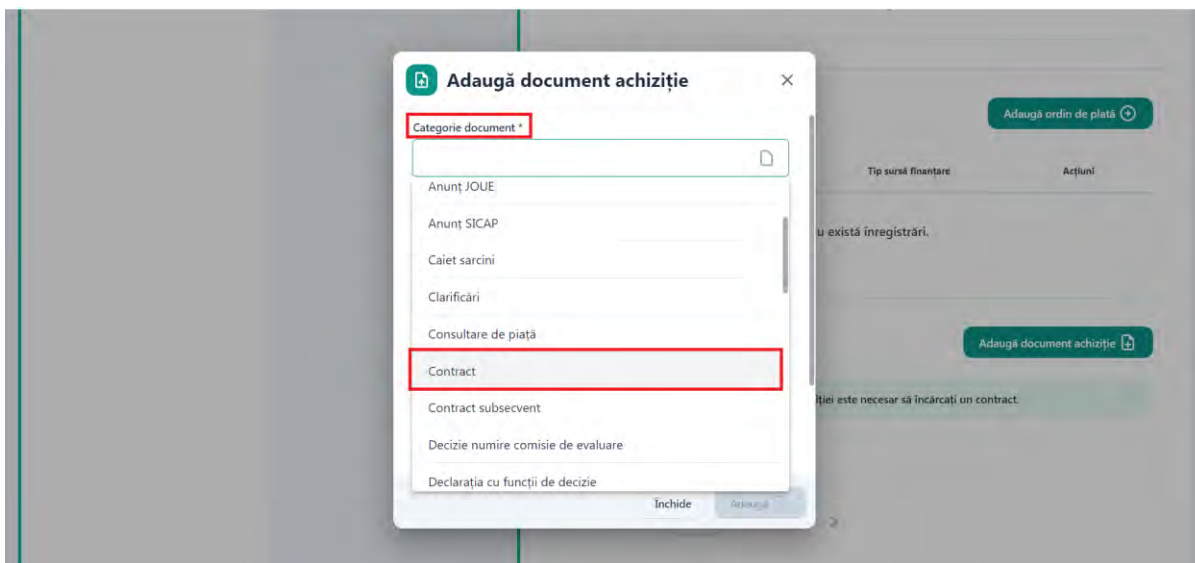 Adaugă document achiziție
Categorie document *
Anunț JOUE
Anunț SICAP
Caiet sarcini
Clarificări
Consultare de piață
Contract
Contract subsecvent
Decizie numire comisie de evaluare
Declarația cu funcții de decizie
Închide
Adaugă
Adaugă ordin de plată
Tip sursă finanțare
Acțiuni
u există înregistrări.
Adaugă document achiziție
iției este necesar să încărcați un contract.